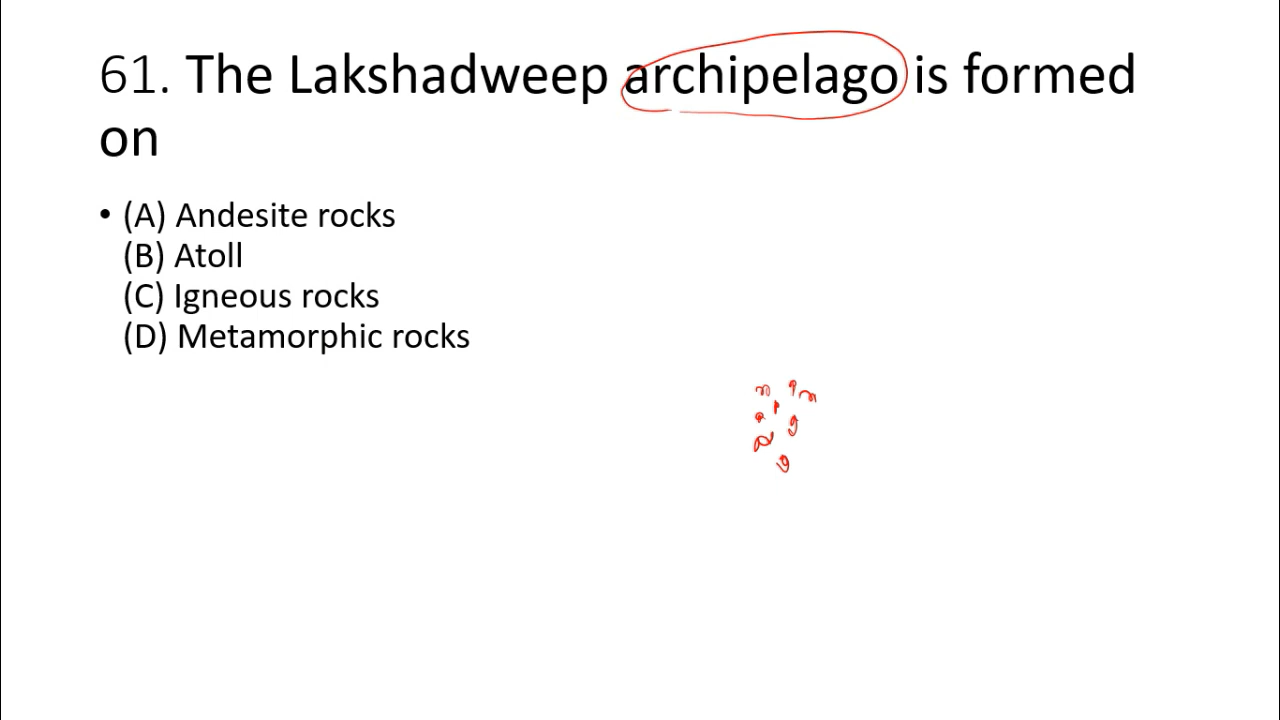 61. The Lakshadweep archipelago is formed
on
• (A) Andesite rocks
(B) Atoll
(C) Igneous rocks
(D) Metamorphic rocks